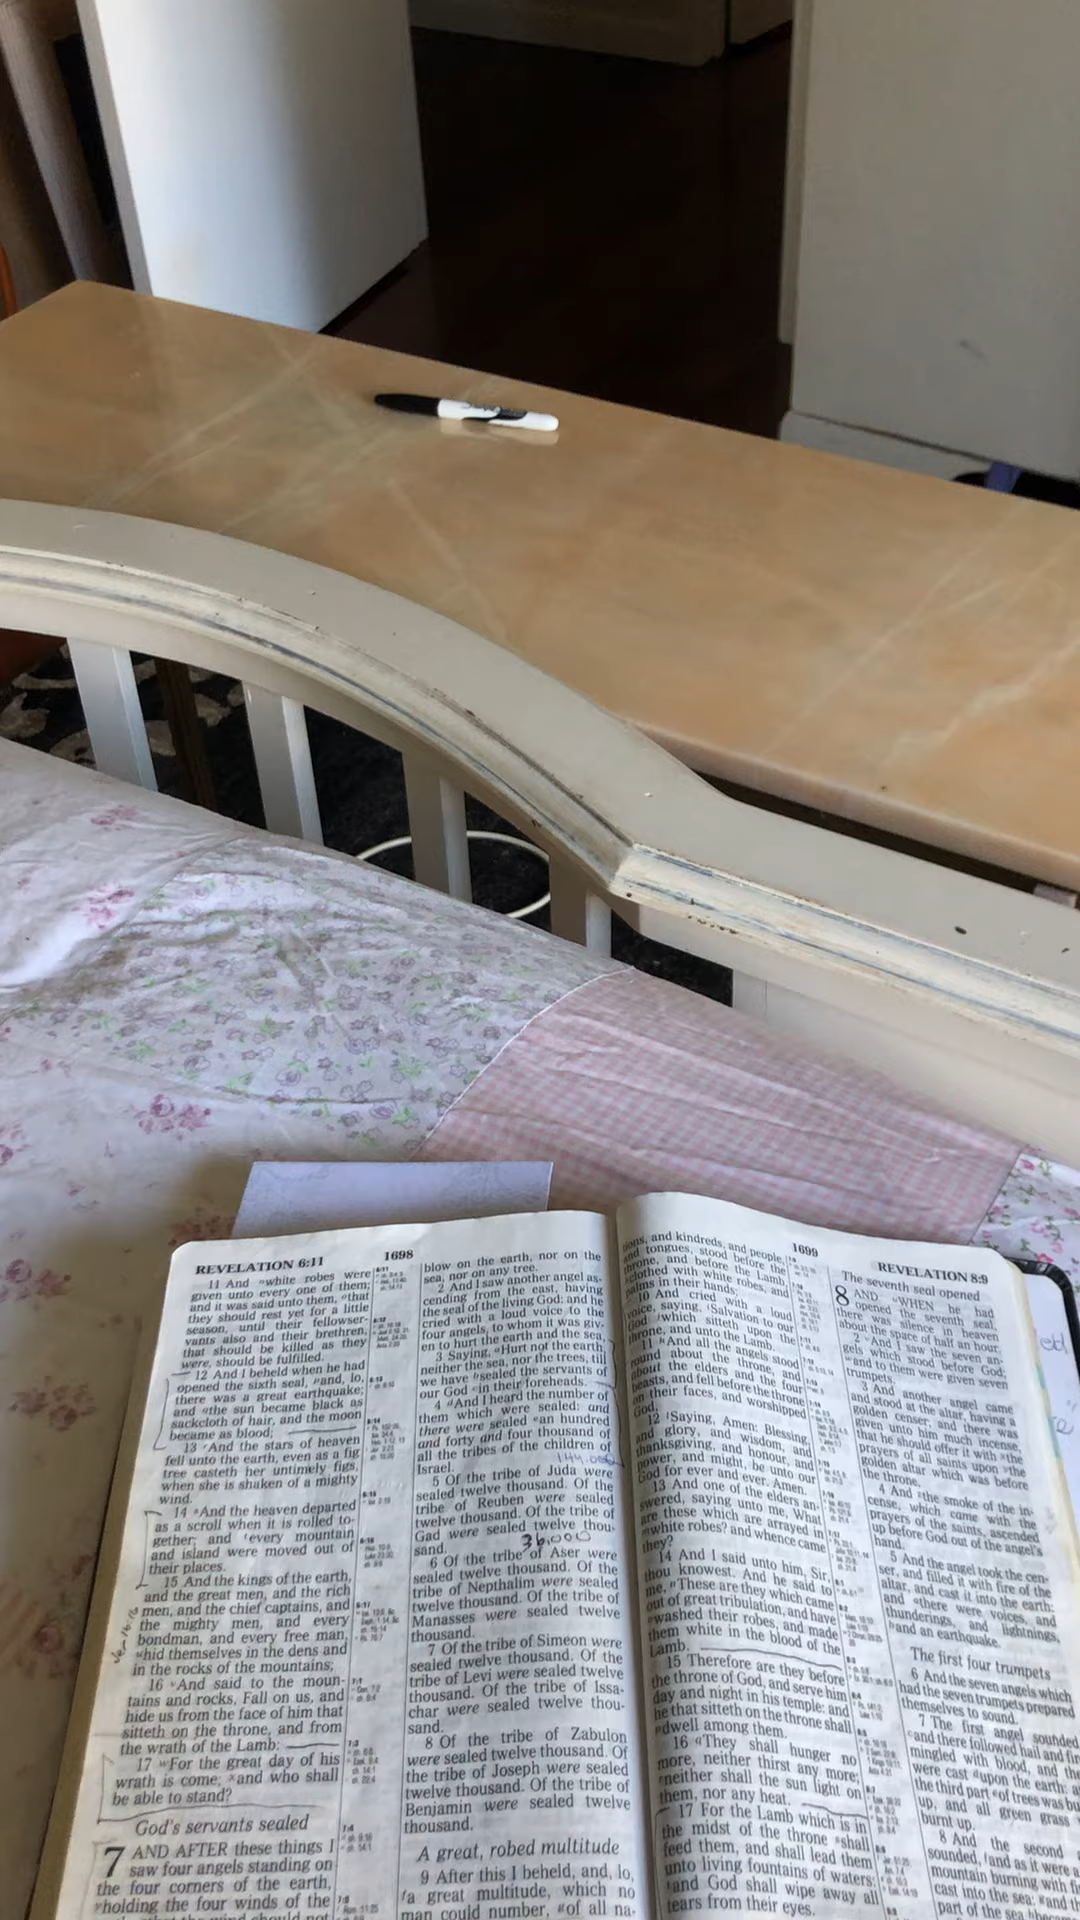 REVELATION 6:11
1698
11 And white robes were
given unto every one of them;
and it was said unto them, that
they should rest yet for a little
season, until their fellow-
vants also and their brethren,
that should be killed as they
were, should be fulfilled.
12 And I beheld when he had
opened the sixth seal, and, lo,
there was a great earthquake;
and the sun became black as
sackcloth of hair, and the moon
became as blood;
13 And the stars of heaven
fell unto the earth, even as a fig
tree casteth her untimely figs,
when she is shaken of a mighty
wind.
14 And the heaven departed
as a scroll when it is rolled to-
gether; and every mountain
and island were moved out of
their places.
15 And the kings of the earth,
and the great men, and the rich
men, and the chief captains, and
the mighty men, and every
bondman, and every free man,
hid themselves in the dens and
in the rocks of the mountains;
16 And said to the moun-
tains and rocks, Fall on us, and
hide us from the face of him that
sitteth on the throne, and from
the wrath of the Lamb:
17 For the great day of his
wrath is come; and who shall
be able to stand?
God's servants sealed
7 AND AFTER these things I
saw four angels standing on
the four corners of the earth,
holding the four winds of the
blow on the earth, nor on the
sea, nor on any tree.
2 And I saw another angel as-
cending from the east, having
the seal of the living God: and he
cried with a loud voice to the
four angels, to whom it was giv-
en to hurt the earth and the sea,
3 Saying, Hurt not the earth,
neither the sea, nor the trees, till
we have sealed the servants of
our God in their foreheads.
4 And I heard the number of
them which were sealed: and
there were sealed an hundred
and forty and four thousand of
all the tribes of the children of
Israel.
144,000
5 Of the tribe of Juda were
sealed twelve thousand. Of the
tribe of Reuben were sealed
twelve thousand. Of the tribe of
Gad were sealed twelve thou-
sand.
36,000
6 Of the tribe of Aser were
sealed twelve thousand. Of the
tribe of Nepthalim were sealed
twelve thousand. Of the tribe of
Manasses were sealed twelve
thousand.
7 Of the tribe of Simeon were
sealed twelve thousand. Of the
tribe of Levi were sealed twelve
thousand. Of the tribe of Issa-
char were sealed twelve thou-
sand.
8 Of the tribe of Zabulon
were sealed twelve thousand. Of
the tribe of Joseph were sealed
twelve thousand. Of the tribe of
Benjamin were sealed twelve
thousand.
A great, robed multitude
9 After this I beheld, and, lo,
a great multitude, which no
man could number, of all na-
1699
REVELATION 8:9
tions, and kindreds, and people,
and tongues, stood before the
throne, and before the Lamb,
clothed with white robes, and
palms in their hands;
10 And cried with a loud
voice, saying, Salvation to our
God which sitteth upon the
throne, and unto the Lamb.
11 And all the angels stood
round about the throne, and
about the elders and the four
beasts, and fell before the throne
on their faces, and worshipped
God,
12 Saying, Amen: Blessing,
and glory, and wisdom, and
thanksgiving, and honour, and
power, and might, be unto our
God for ever and ever. Amen.
13 And one of the elders an-
swered, saying unto me, What
are these which are arrayed in
white robes? and whence came
they?
14 And I said unto him, Sir,
thou knowest. And he said to
me, These are they which came
out of great tribulation, and have
washed their robes, and made
them white in the blood of the
Lamb.
15 Therefore are they before
the throne of God, and serve him
day and night in his temple: and
he that sitteth on the throne shall
dwell among them.
16 They shall hunger no
more, neither thirst any more;
neither shall the sun light on
them, nor any heat.
17 For the Lamb which is in
the midst of the throne shall
feed them, and shall lead them
unto living fountains of waters:
and God shall wipe away all
tears from their eyes.
The seventh seal opened
8 AND WHEN he had
opened the seventh seal,
there was silence in heaven
about the space of half an hour.
2 And I saw the seven an-
gels which stood before God;
and to them were given seven
trumpets.
3 And another angel came
and stood at the altar, having a
golden censer; and there was
given unto him much incense,
that he should offer it with the
prayers of all saints upon the
golden altar which was before
the throne.
4 And the smoke of the in-
cense, which came with the
prayers of the saints, ascended
up before God out of the angel's
hand.
5 And the angel took the cen-
ser, and filled it with fire of the
altar, and cast it into the earth:
and there were voices, and
thunderings, and lightnings,
and an earthquake.
The first four trumpets
6 And the seven angels which
had the seven trumpets prepared
themselves to sound.
7 The first angel sounded,
and there followed hail and fire
mingled with blood, and they
were cast upon the earth: and
the third part of trees was burnt
up, and all green grass
burnt up.
8 And the second
sounded, and as it were a
mountain burning with fire
cast into the sea: and the
part of the sea became